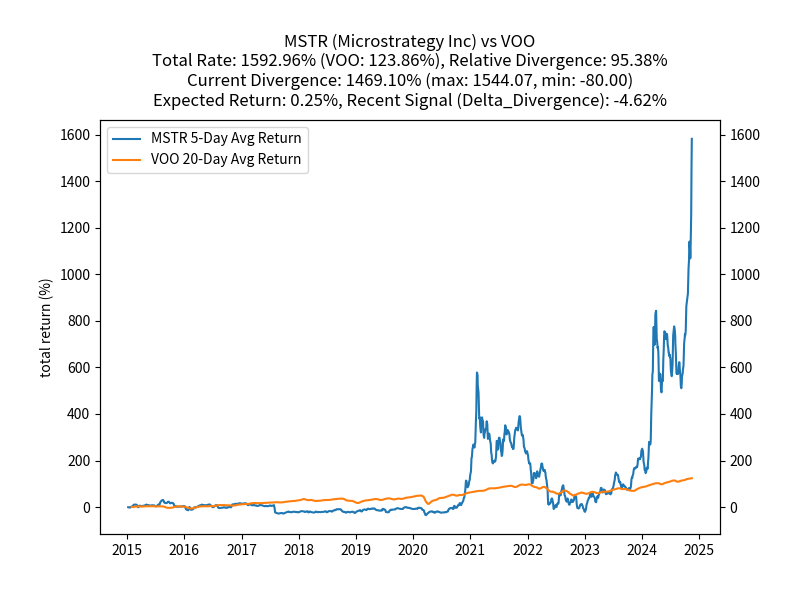 MSTR (Microstrategy Inc) vs VOO
Total Rate: 1592.96% (VOO: 123.86%), Relative Divergence: 95.38%
Current Divergence: 1469.10% (max: 1544.07, min: -80.00)
Expected Return: 0.25%, Recent Signal (Delta_Divergence): -4.62%
MSTR 5-Day Avg Return
VOO 20-Day Avg Return
total return (%)
1600 1600
1400 1400
1200 1200
1000 1000
800 800
600 600
400 400
200 200
0 0
2015 2016 2017 2018 2019 2020 2021 2022 2023 2024 2025